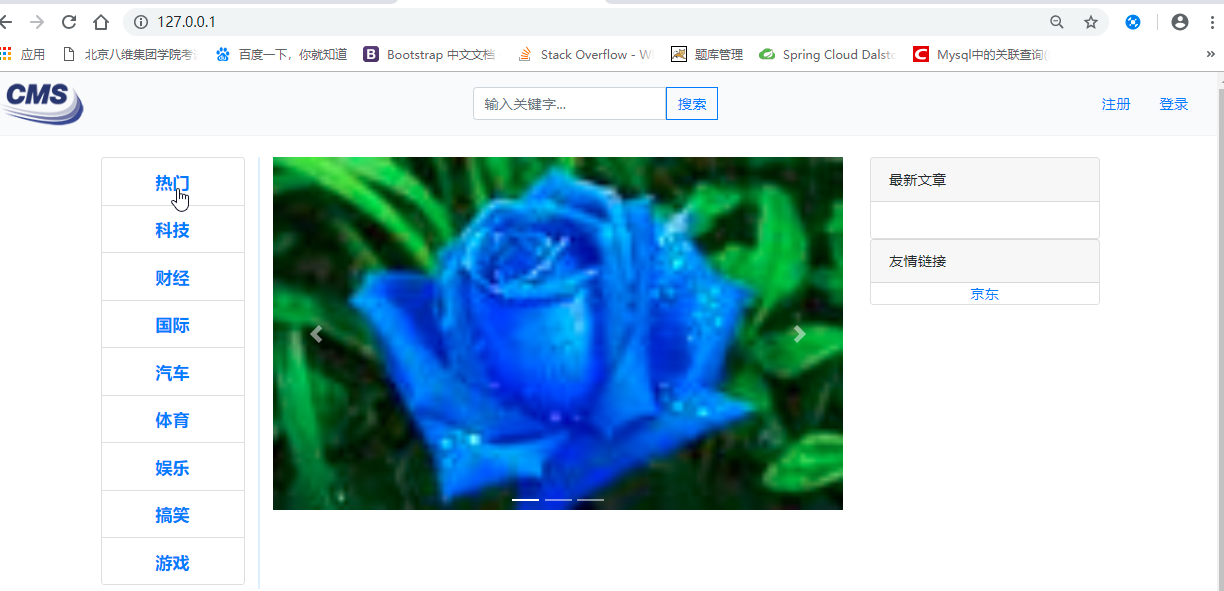 127.0.0.1
应用 北京八维集团学院考 百度一下，你就知道 Bootstrap 中文文档 Stack Overflow - W 题库管理 Spring Cloud Dalsto Mysql中的关联查询( »
CMS
输入关键字... 搜索
注册 登录
热门
科技
财经
国际
汽车
体育
娱乐
搞笑
游戏
最新文章
友情链接
京东